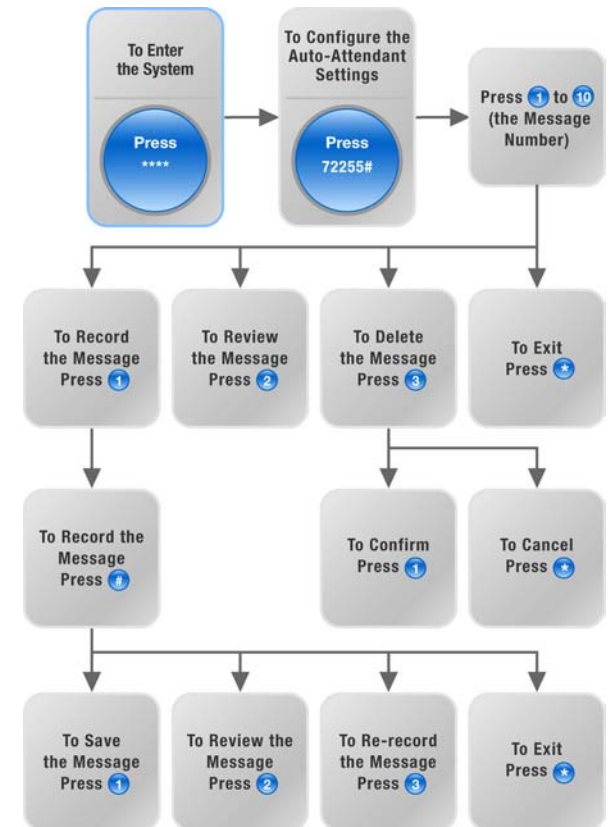 To Enter
the System
Press
****
To Configure the
Auto-Attendant
Settings
Press
72255#
Press 1 to 10
(the Message
Number)
To Record
the Message
Press 1
To Review
the Message
Press 2
To Delete
the Message
Press 3
To Exit
Press *
To Record the
Message
Press #
To Confirm
Press 1
To Cancel
Press *
To Save
the Message
Press 1
To Review the
Message
Press 2
To Re-record
the Message
Press 3
To Exit
Press *